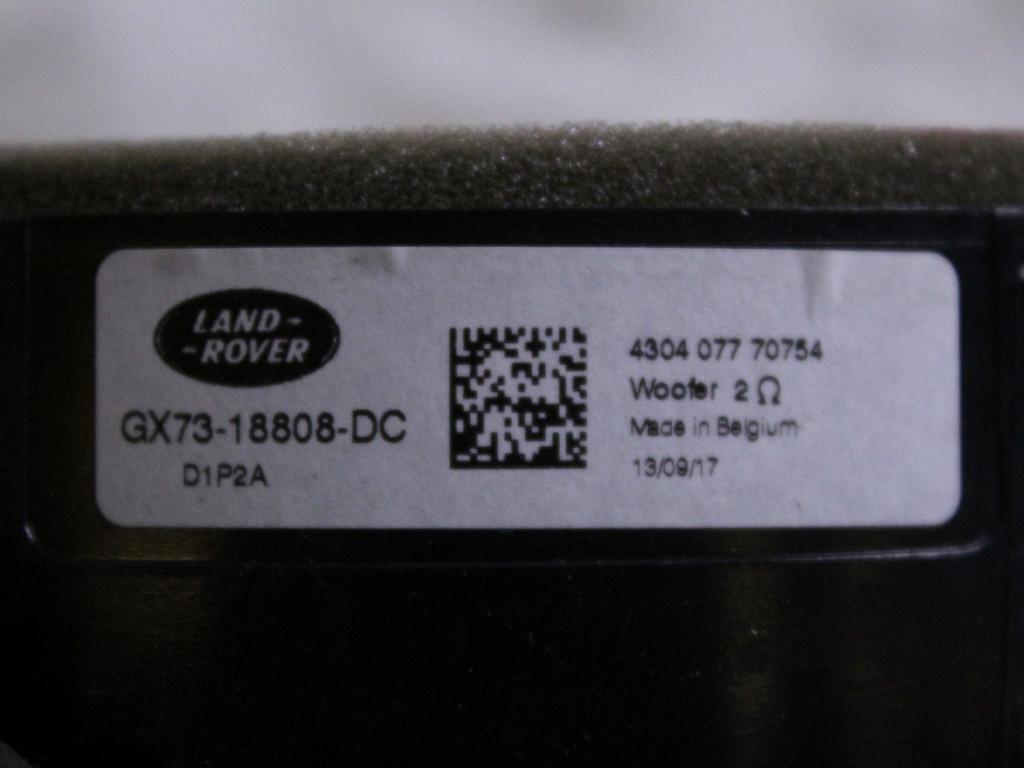 LAND-
-ROVER
GX73-18808-DC
D1P2A
4304 077 70754
Woofer 2 Ω
Made in Belgium
13/09/17